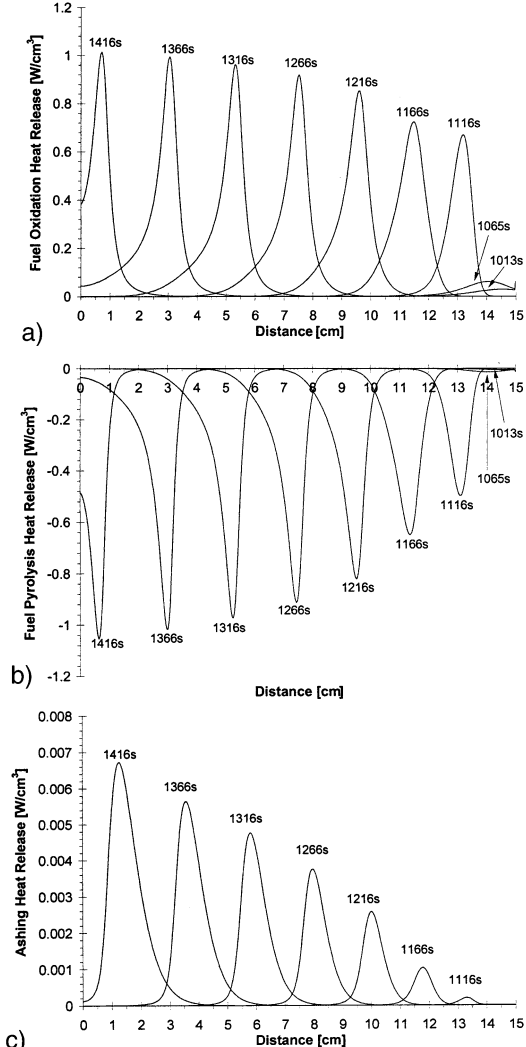 1.2
1416s
1366s
1316s
1266s
1
1216s
0.8
1166s
1116s
0.6
0.4
1065s
0.2
1013s
0
0 1 2 3 4 5 6 7 8 9 10 11 12 13 14 15
Distance [cm]
Fuel Oxidation Heat Release [W/cm³]
a)
0
0 1 2 3 4 5 6 7 8 9 10 11 12 13 14 15
-0.2
1013s
-0.4
1065s
1116s
-0.6
1166s
-0.8
1216s
1266s
-1
1316s
1366s
1416s
-1.2
Distance [cm]
Fuel Pyrolysis Heat Release [W/cm³]
b)
0.008
0.007
1416s
0.006
1366s
0.005
1316s
0.004
1266s
0.003
1216s
0.002
1166s
0.001
1116s
0
0 1 2 3 4 5 6 7 8 9 10 11 12 13 14 15
Distance [cm]
Ashing Heat Release [W/cm³]
c)